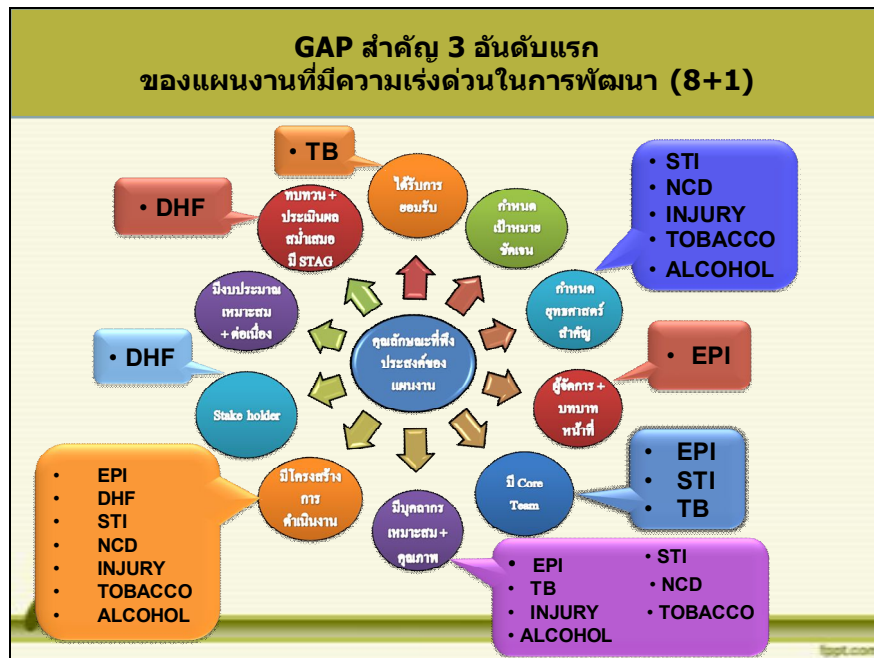 GAP สำคัญ 3 อันดับแรก
ของแผนงานที่มีความเร่งด่วนในการพัฒนา (8+1)
• TB
ได้รับการ
ยอมรับ
• DHF
ทบทวน +
ประเมินผล
สม่ำเสมอ
มี STAG
กำหนด
เป้าหมาย
ชัดเจน
• STI
• NCD
• INJURY
• TOBACCO
• ALCOHOL
มีงบประมาณ
เหมาะสม
+ ต่อเนื่อง
กำหนด
ยุทธศาสตร์
สำคัญ
คุณลักษณะที่พึง
ประสงค์ของ
แผนงาน
• DHF
Stake holder
• EPI
ผู้จัดการ +
บทบาท
หน้าที่
• EPI
• DHF
• STI
• NCD
• INJURY
• TOBACCO
• ALCOHOL
มีโครงสร้าง
การ
ดำเนินงาน
มีบุคลากร
เหมาะสม +
คุณภาพ
มี Core
Team
• EPI
• STI
• TB
• EPI
• TB
• INJURY
• ALCOHOL
• STI
• NCD
• TOBACCO
fppt.com